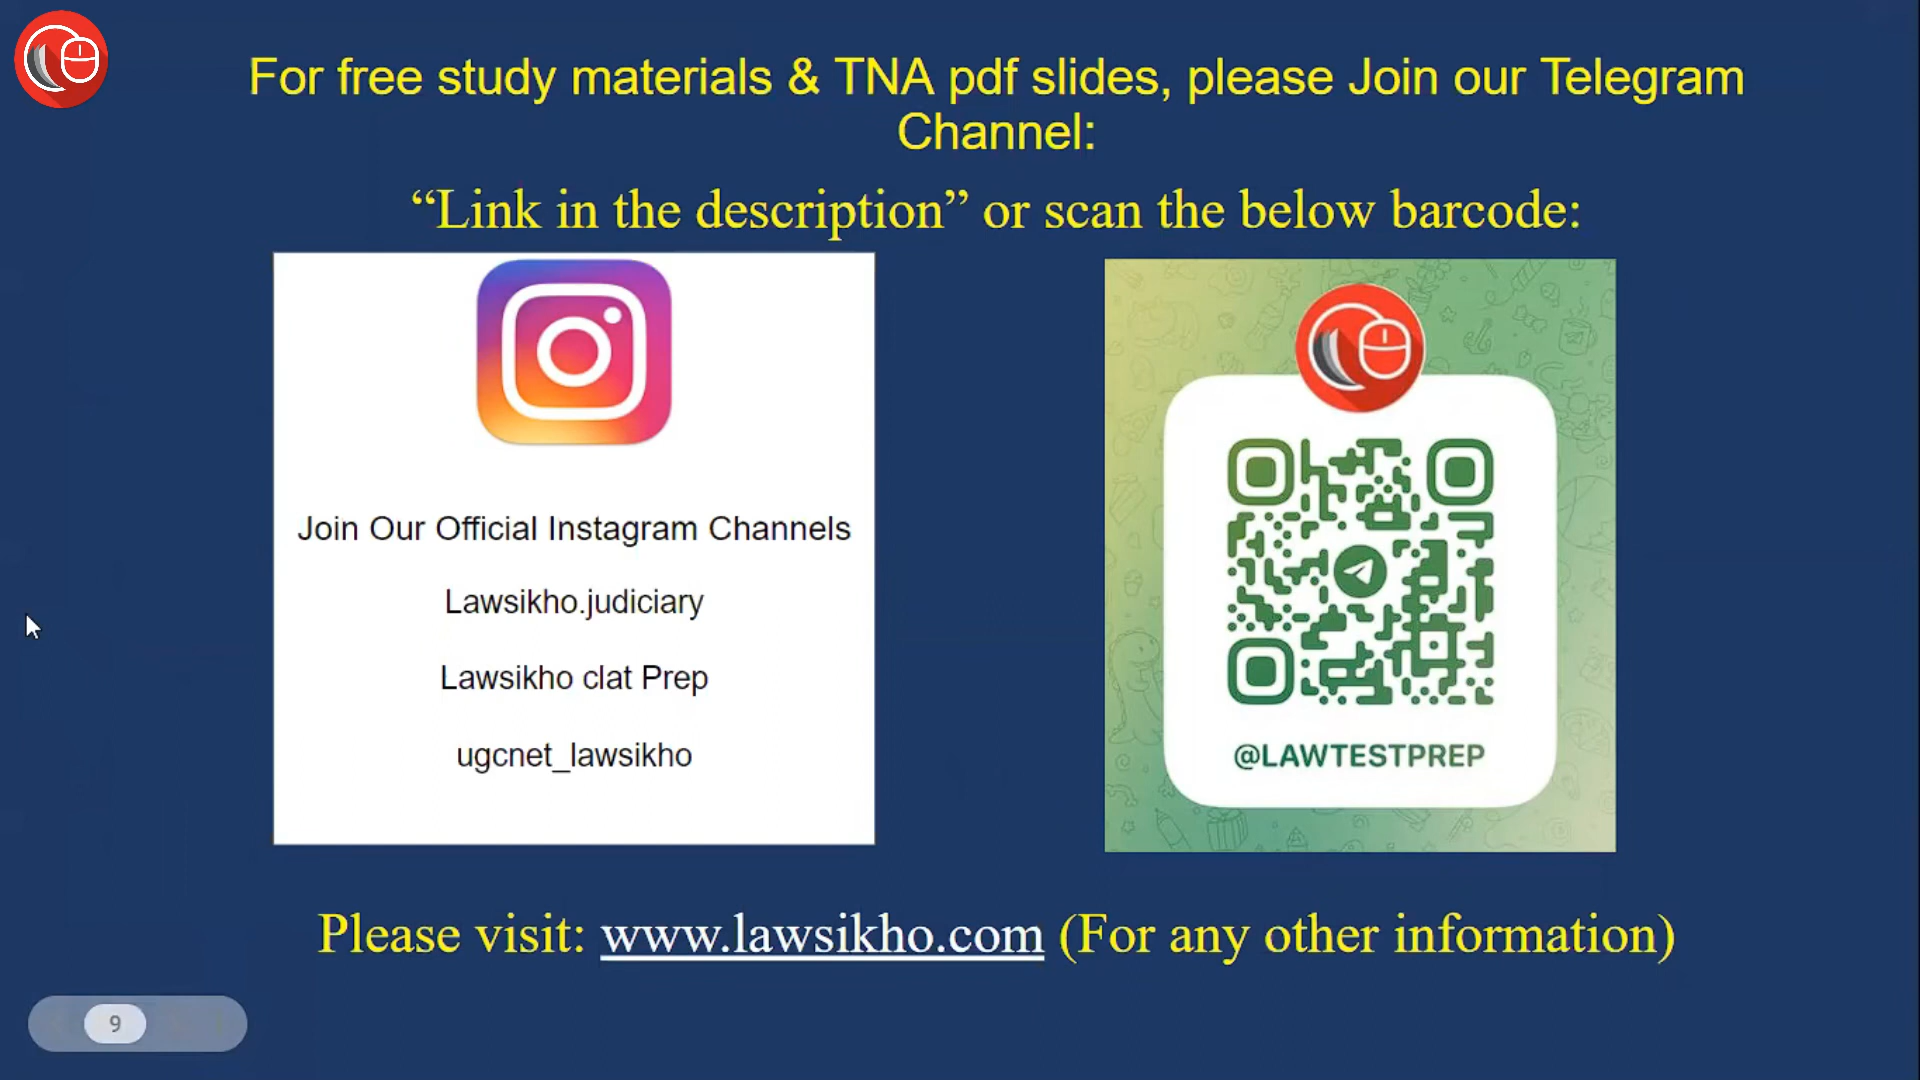 For free study materials & TNA pdf slides, please Join our Telegram
Channel:
“Link in the description” or scan the below barcode:
Join Our Official Instagram Channels
Lawsikho.judiciary
Lawsikho clat Prep
ugcnet_lawsikho
@LAWTESTPREP
Please visit: www.lawsikho.com (For any other information)
9